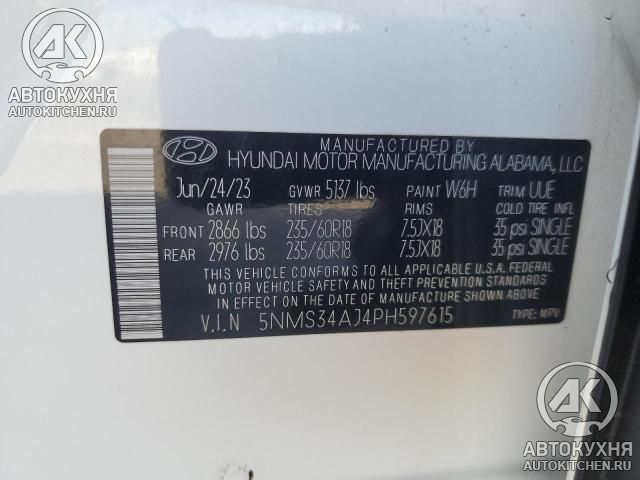 AK
АВТОКУХНЯ
AUTOKITCHEN.RU
MANUFACTURED BY
HYUNDAI MOTOR MANUFACTURING ALABAMA, LLC
Jun/24/23 GVWR 5137 lbs PAINT W6H TRIM UUE
GAWR TIRES RIMS COLD TIRE INFL
FRONT 2866 lbs 235/60R18 7.5JX18 35 psi SINGLE
REAR 2976 lbs 235/60R18 7.5JX18 35 psi SINGLE
THIS VEHICLE CONFORMS TO ALL APPLICABLE U.S.A. FEDERAL
MOTOR VEHICLE SAFETY AND THEFT PREVENTION STANDARDS
IN EFFECT ON THE DATE OF MANUFACTURE SHOWN ABOVE.
V.I.N 5NMS34AJ4PH597615 TYPE: MPV
AK
АВТОКУХНЯ
AUTOKITCHEN.RU